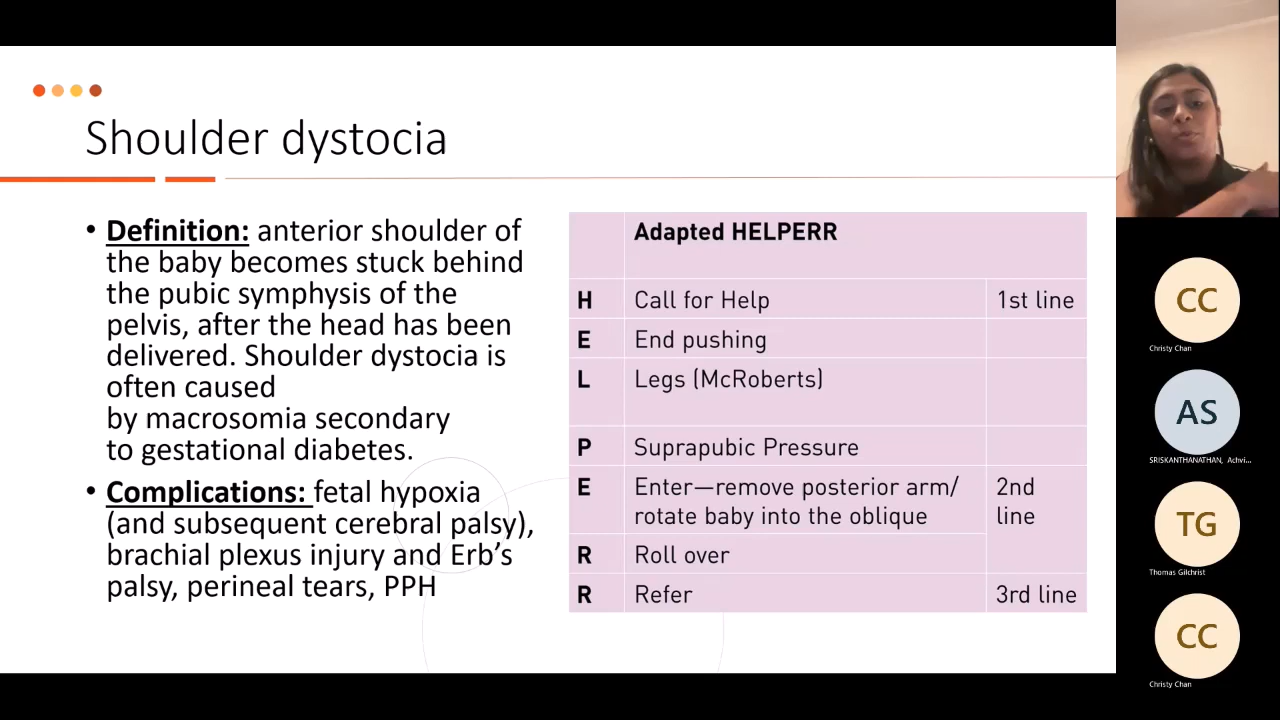 Shoulder dystocia
• Definition: anterior shoulder of
the baby becomes stuck behind
the pubic symphysis of the
pelvis, after the head has been
delivered. Shoulder dystocia is
often caused
by macrosomia secondary
to gestational diabetes.
• Complications: fetal hypoxia
(and subsequent cerebral palsy),
brachial plexus injury and Erb’s
palsy, perineal tears, PPH
Adapted HELPERR
H Call for Help 1st line
E End pushing
L Legs (McRoberts)
P Suprapubic Pressure
E Enter—remove posterior arm/ 2nd
rotate baby into the oblique line
R Roll over
R Refer 3rd line
CC
Christy Chan
AS
SRISKANTHANATHAN, Achvi...
TG
Thomas Gilchrist
CC
Christy Chan